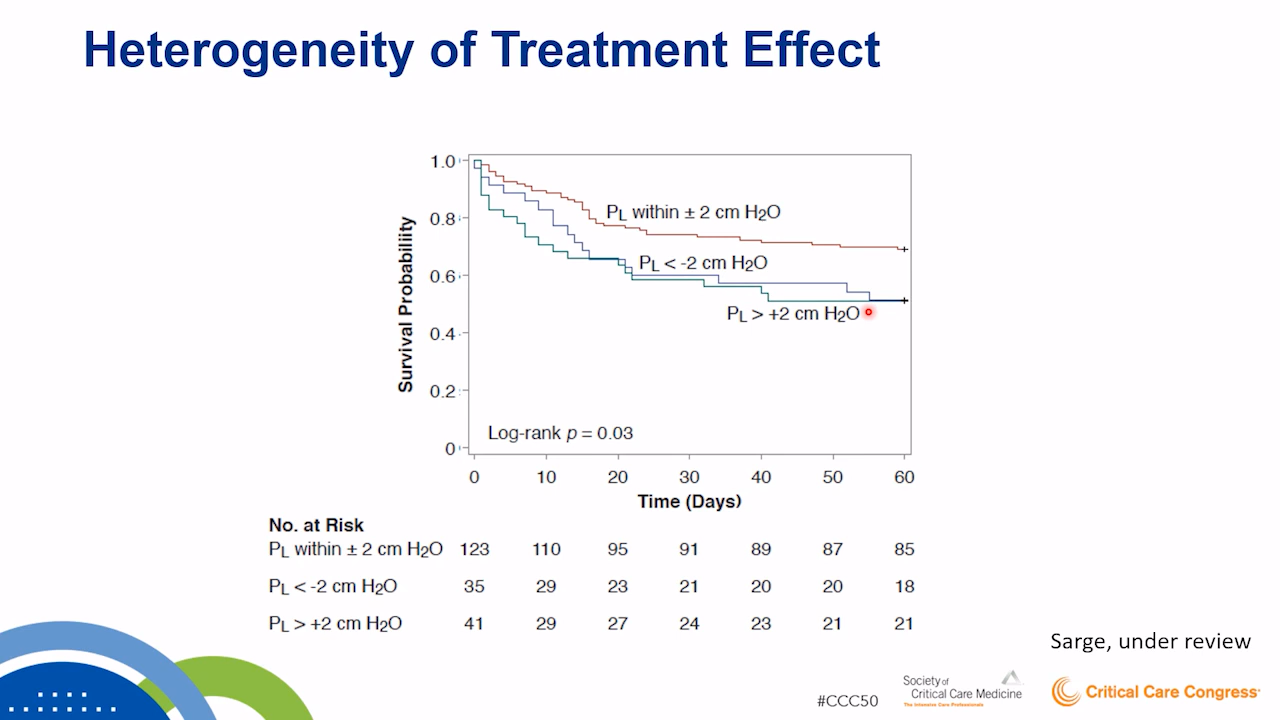 Heterogeneity of Treatment Effect
Survival Probability
1.0
0.8
0.6
0.4
0.2
0
PL within ± 2 cm H2O
PL < -2 cm H2O
PL > +2 cm H2O
Log-rank p = 0.03
0 10 20 30 40 50 60
Time (Days)
No. at Risk
PL within ± 2 cm H2O 123 110 95 91 89 87 85
PL < -2 cm H2O 35 29 23 21 20 20 18
PL > +2 cm H2O 41 29 27 24 23 21 21
Sarge, under review
#CCC50
Society of
Critical Care Medicine
The Intensive Care Professionals
Critical Care Congress